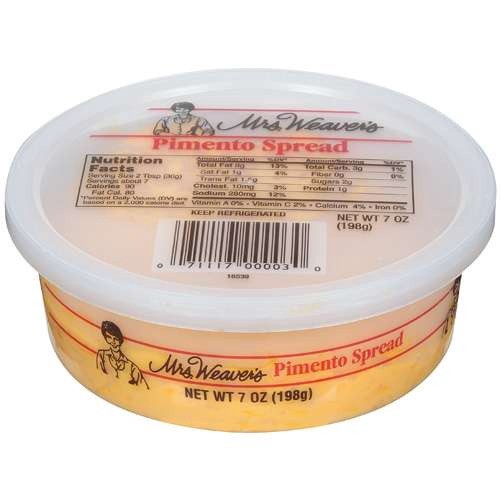 Mrs. Weaver's
Pimento Spread
Nutrition
Facts
Serving Size 2 Tbsp (30g)
Servings about 7
Calories 90
Fat Cal. 80
*Percent Daily Values (DV) are
based on a 2,000 calorie diet.
Amount/Serving %DV*
Total Fat 9g 13%
Sat Fat 1g 4%
Trans Fat
Cholest. 10mg 3%
Sodium 280mg 12%
Amount/Serving %DV*
Total Carb. 3g 1%
Fiber 0g 0%
Sugars 2g
Protein 1g
Vitamin A 0% • Vitamin C 2% • Calcium 4% • Iron 0%
KEEP REFRIGERATED
NET WT 7 OZ
(198g)
0 71117 00003 0
Mrs. Weaver's Pimento Spread
NET WT 7 OZ (198g)